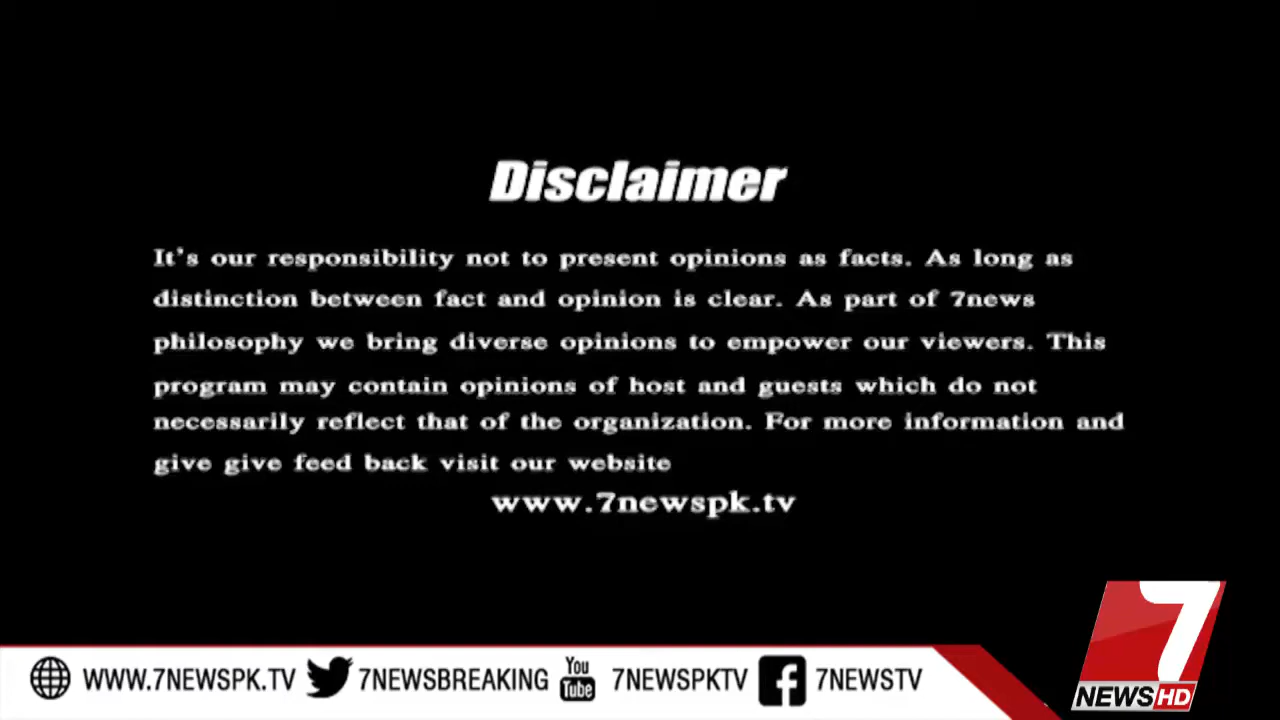 Disclaimer
It's our responsibility not to present opinions as facts. As long as
distinction between fact and opinion is clear. As part of 7news
philosophy we bring diverse opinions to empower our viewers. This
program may contain opinions of host and guests which do not
necessarily reflect that of the organization. For more information and
give give feed back visit our website
www.7newspk.tv
7
NEWS HD
WWW.7NEWSPK.TV 7NEWSBREAKING You Tube 7NEWSPKTV f 7NEWSTV